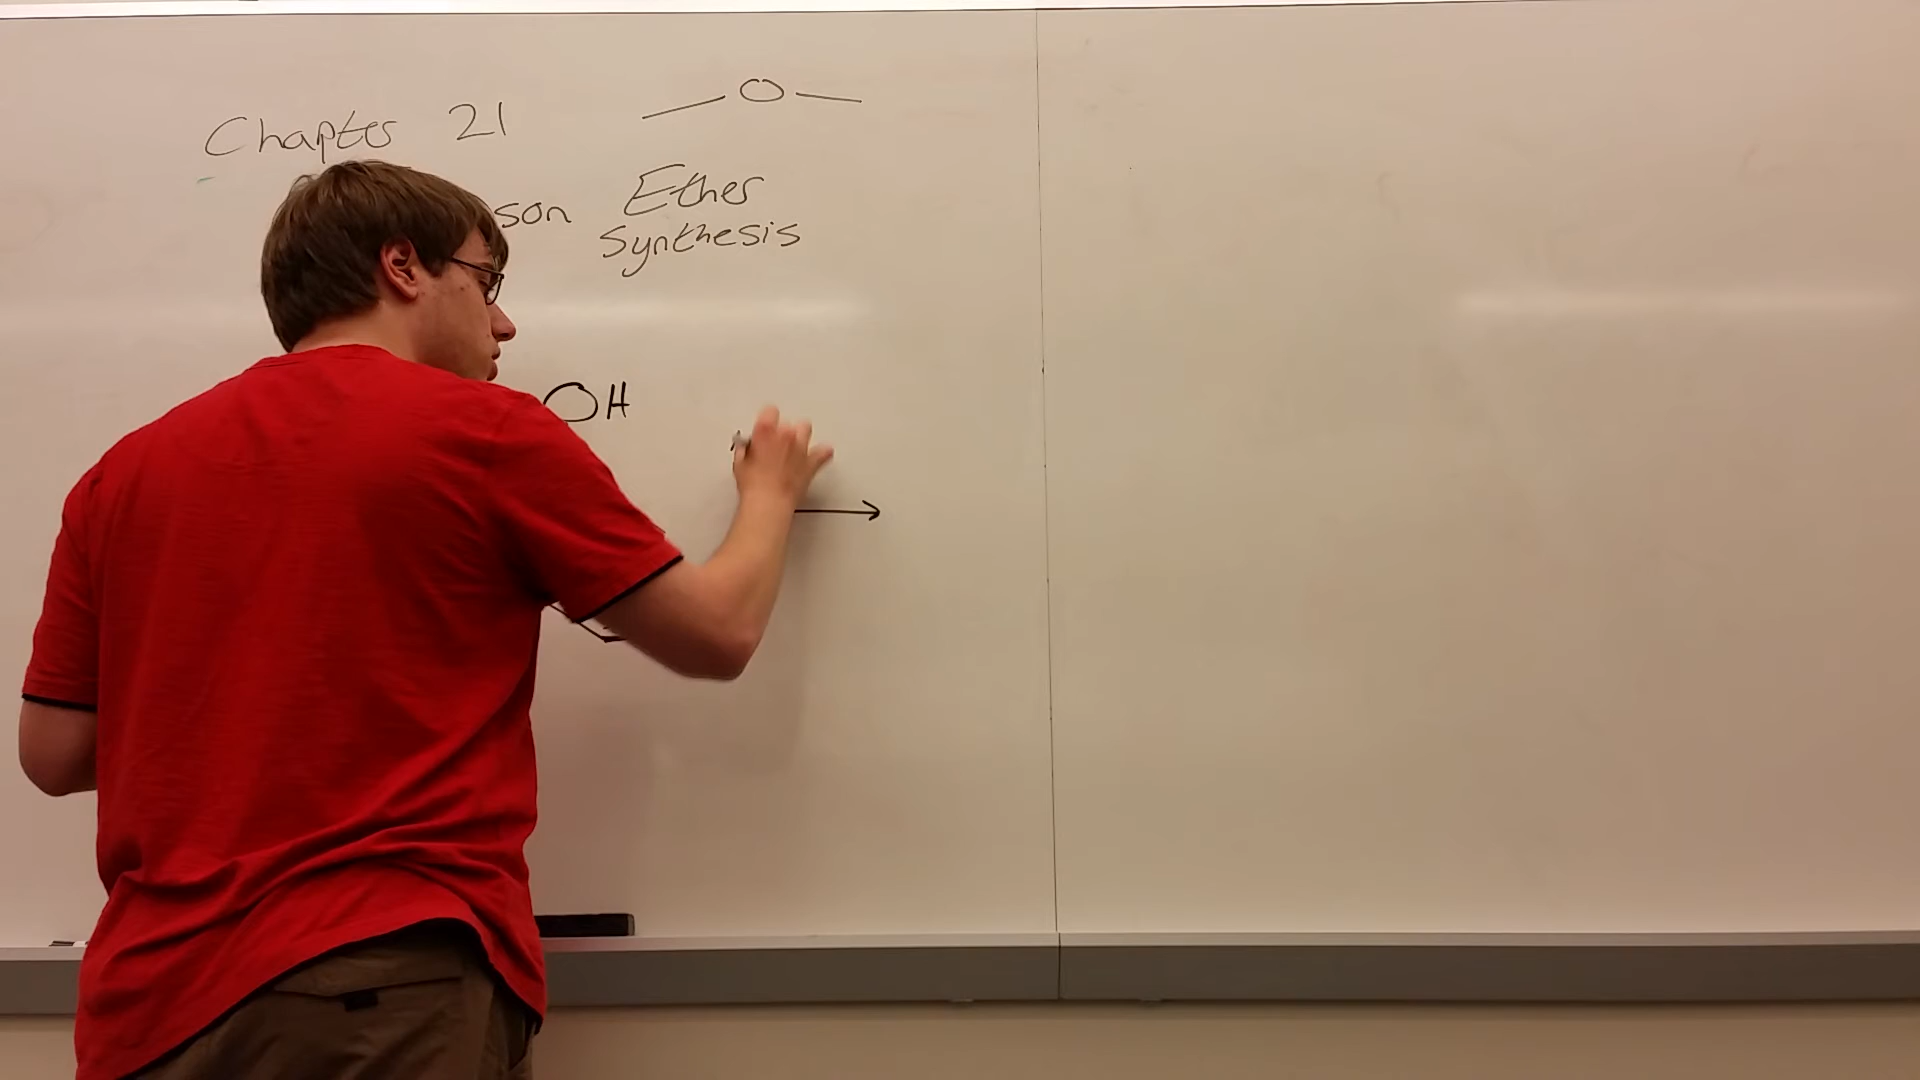 Chapter 21
O
son Ether
Synthesis
OH